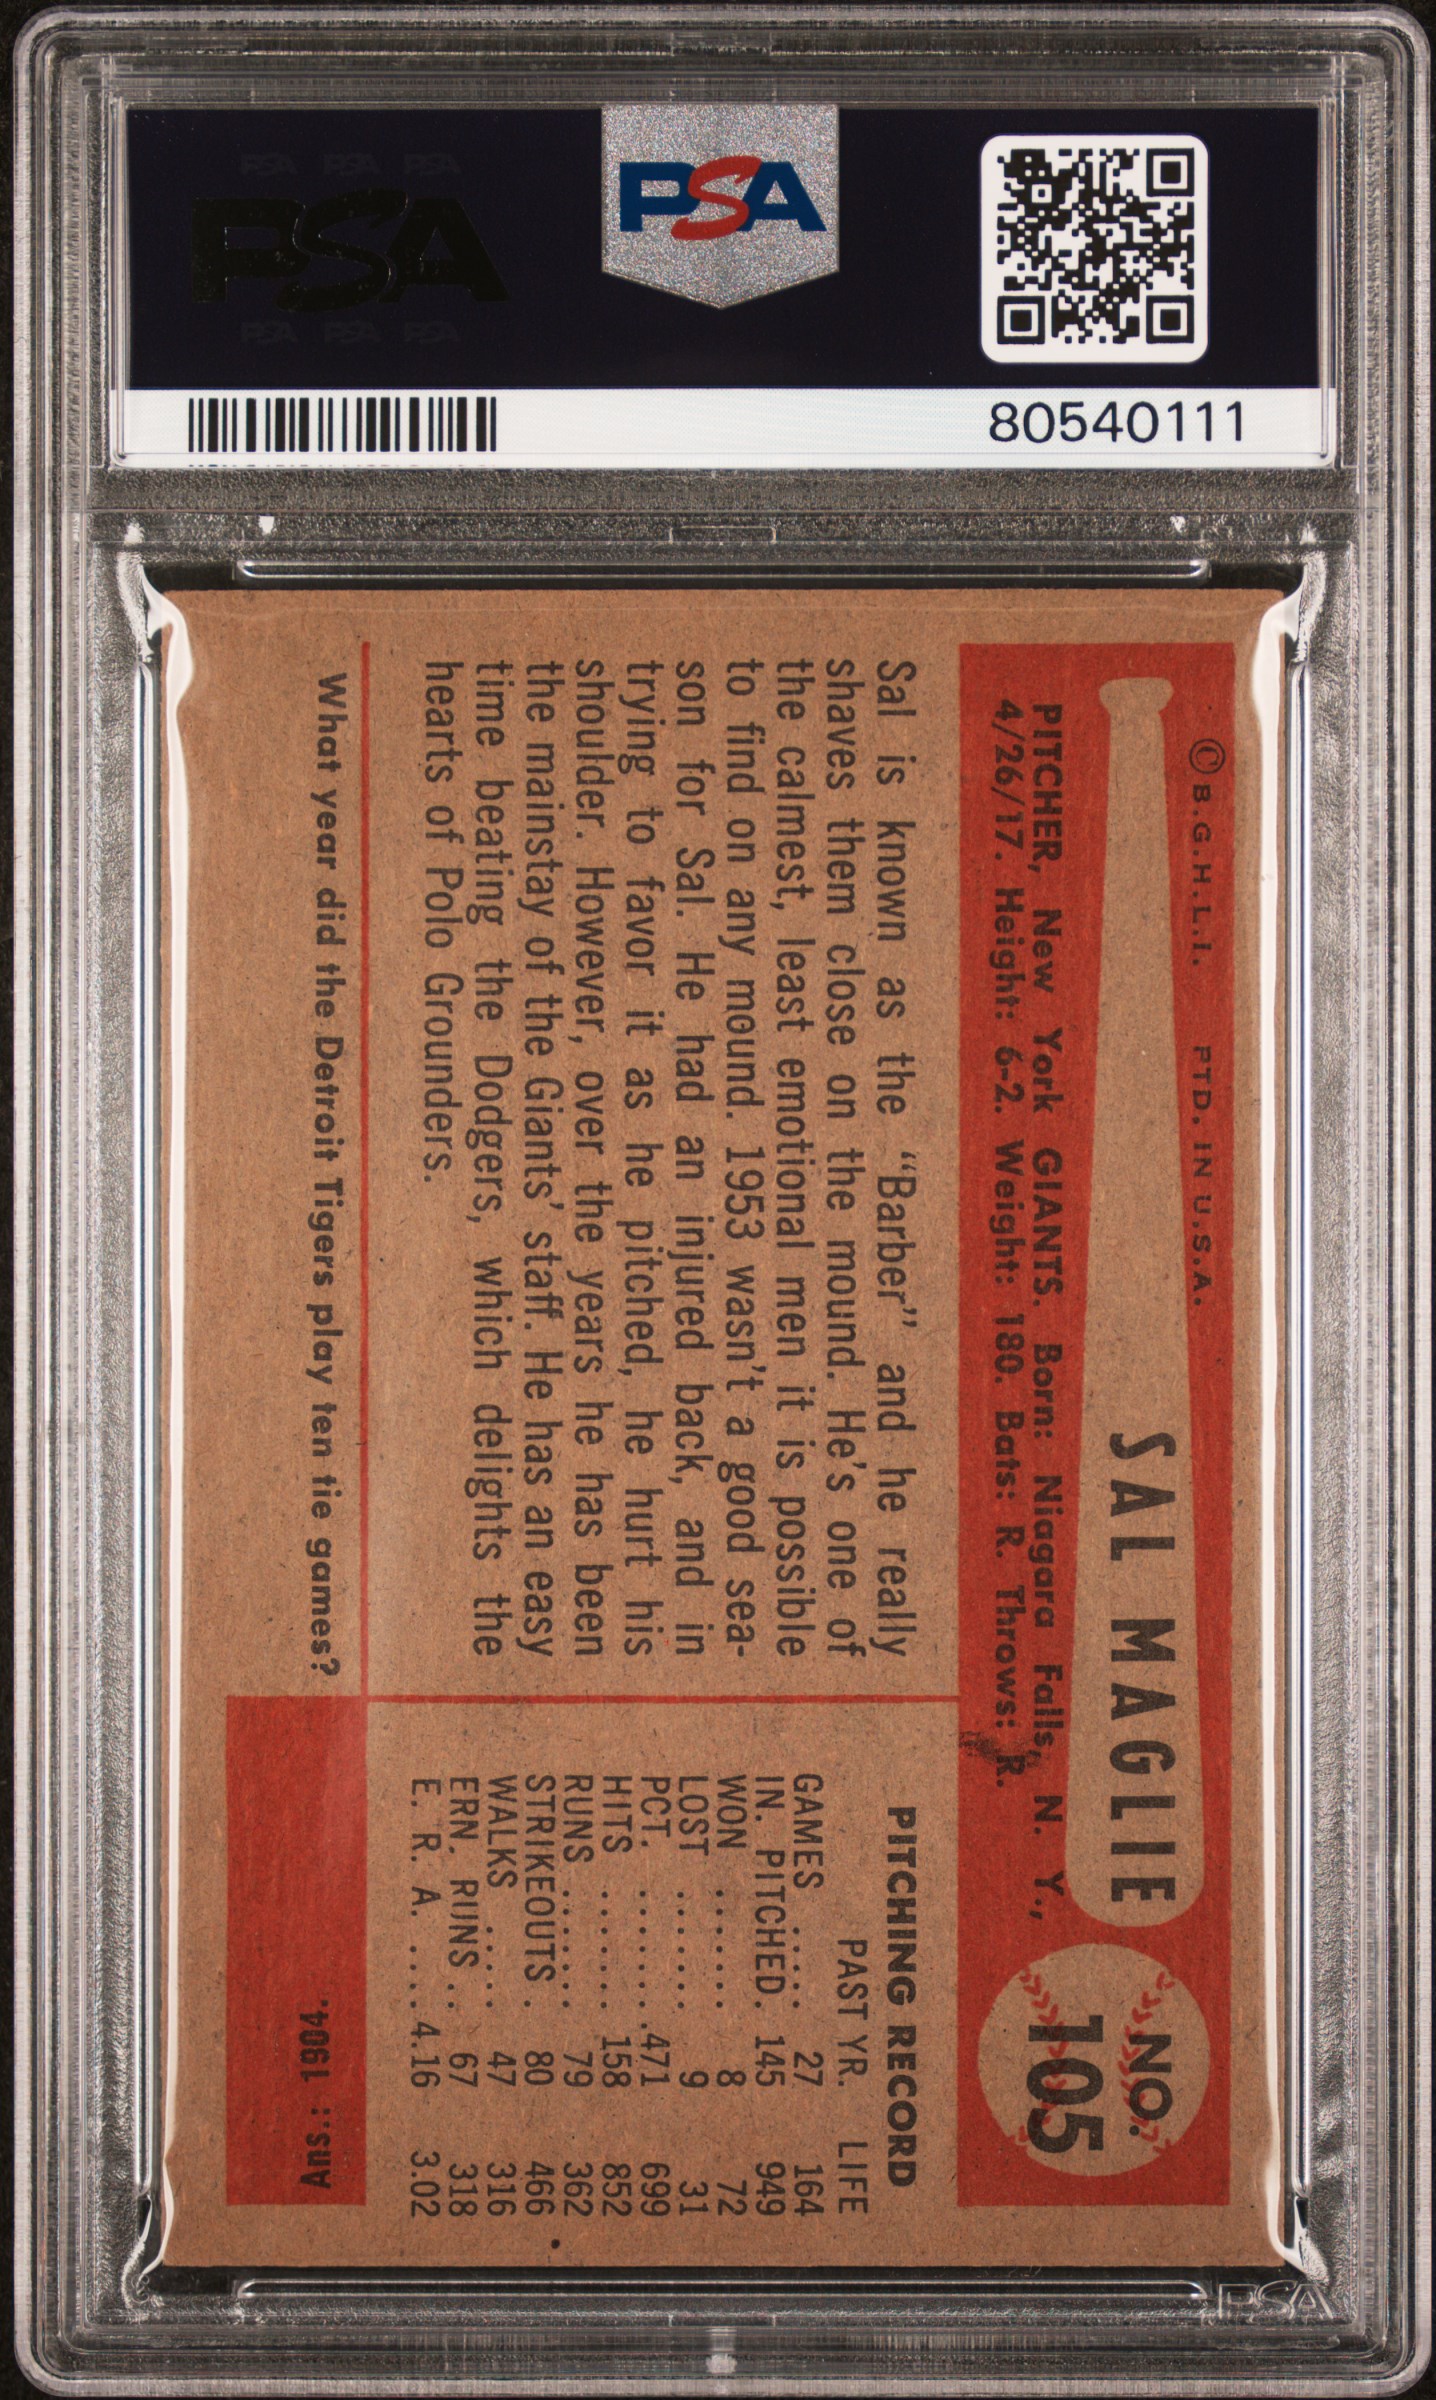 PSA PSA PSA
PSA
PSA PSA PSA
PSA
80540111
© B.G.H.L.I. PTD. IN U.S.A.
SAL MAGLIE
NO.
105
PITCHER, New York GIANTS. Born: Niagara Falls, N. Y.,
4/26/17. Height: 6-2. Weight: 180. Bats: R. Throws: R.
Sal is known as the “Barber” and he really
shaves them close on the mound. He's one of
the calmest, least emotional men it is possible
to find on any mound. 1953 wasn't a good sea-
son for Sal. He had an injured back, and in
trying to favor it as he pitched, he hurt his
shoulder. However, over the years he has been
the mainstay of the Giants' staff. He has an easy
time beating the Dodgers, which delights the
hearts of Polo Grounders.
PITCHING RECORD
PAST YR. LIFE
GAMES .... 27 164
IN. PITCHED. 145 949
WON ...... 8 72
LOST ...... 9 31
PCT. ...... .471 699
HITS ...... 158 852
RUNS ...... 79 362
STRIKEOUTS . 80 466
WALKS .... 47 316
ERN. RUNS .. 67 318
E. R. A. ....4.16 3.02
What year did the Detroit Tigers play ten tie games?
Ans.: 1904.
PSA